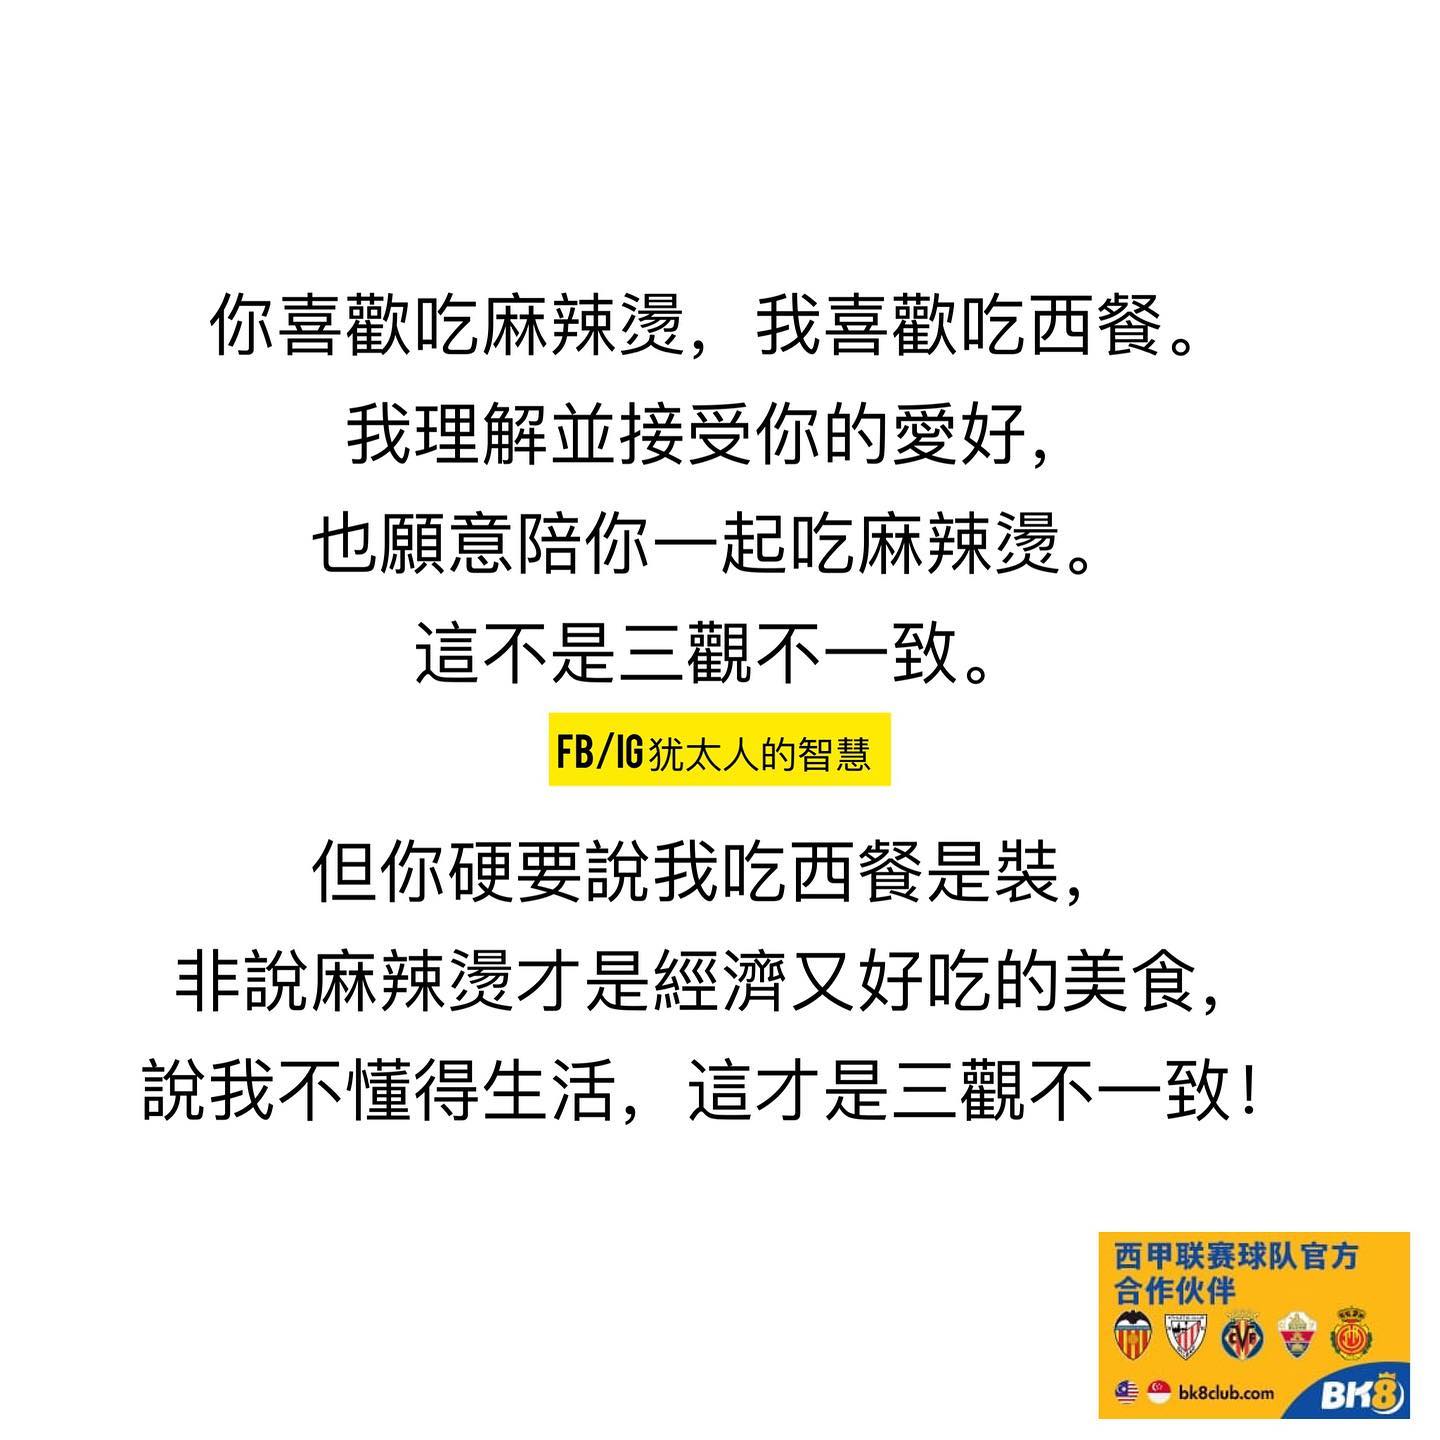 你喜歡吃麻辣燙，我喜歡吃西餐。
我理解並接受你的愛好，
也願意陪你一起吃麻辣燙。
這不是三觀不一致。
FB/IG犹太人的智慧
但你硬要說我吃西餐是裝，
非說麻辣燙才是經濟又好吃的美食，
說我不懂得生活，這才是三觀不一致！
西甲联赛球队官方
合作伙伴
bk8club.com
BK8